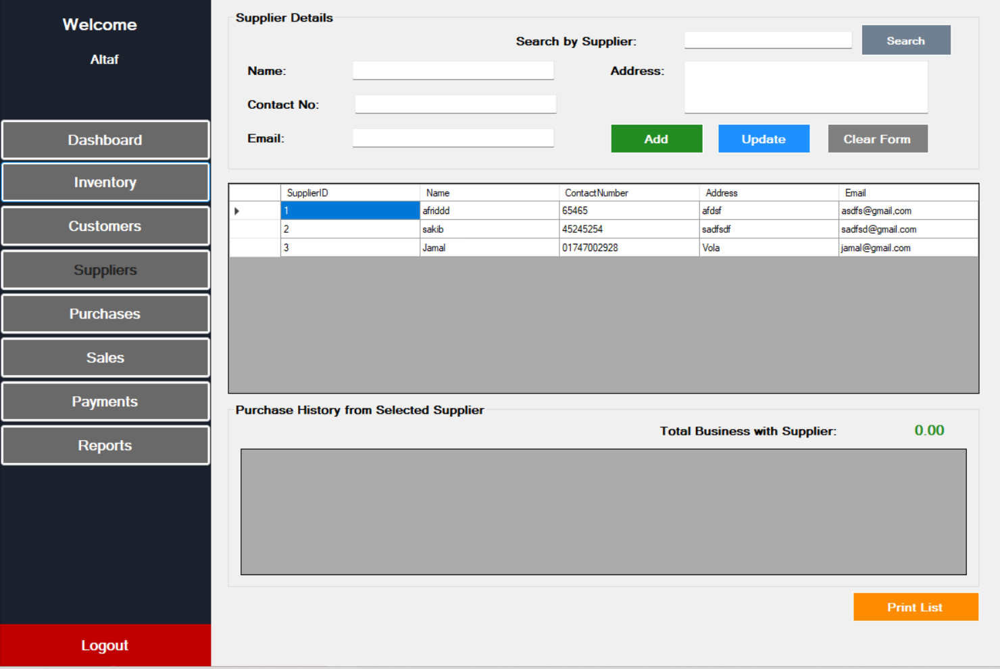 Welcome
Altaf
Dashboard
Inventory
Customers
Suppliers
Purchases
Sales
Payments
Reports
Logout
Supplier Details
Search by Supplier:
Search
Name:
Address:
Contact No:
Email:
Add
Update
Clear Form
SupplierID Name ContactNumber Address Email
1 afriddd 65465 afdsf asdfs@gmail,com
2 sakib 45245254 sadfsdf sadfsd@gmail.com
3 Jamal 01747002928 Vola jamal@gmail.com
Purchase History from Selected Supplier
Total Business with Supplier: 0.00
Print List